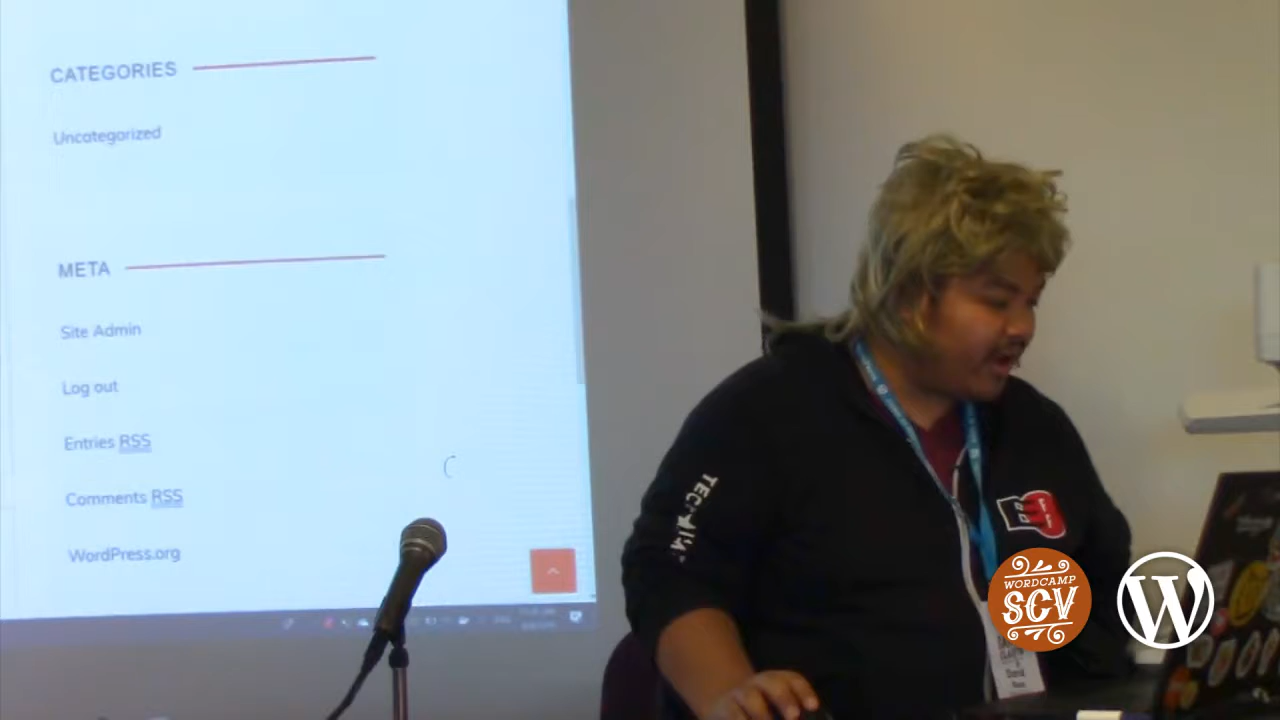 CATEGORIES
Uncategorized
META
Site Admin
Log out
Entries RSS
Comments RSS
WordPress.org
WORDCAMP
SCV
W